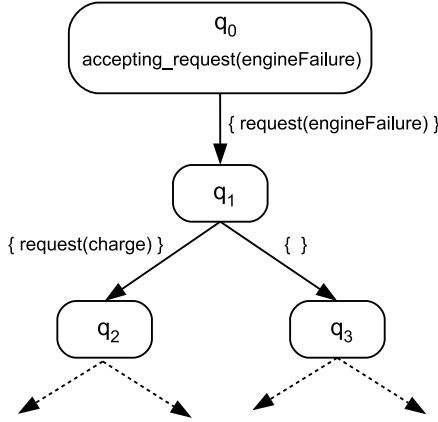 q0
accepting_request(engineFailure)
{ request(engineFailure) }
q1
{ request(charge) }
{ }
q2
q3